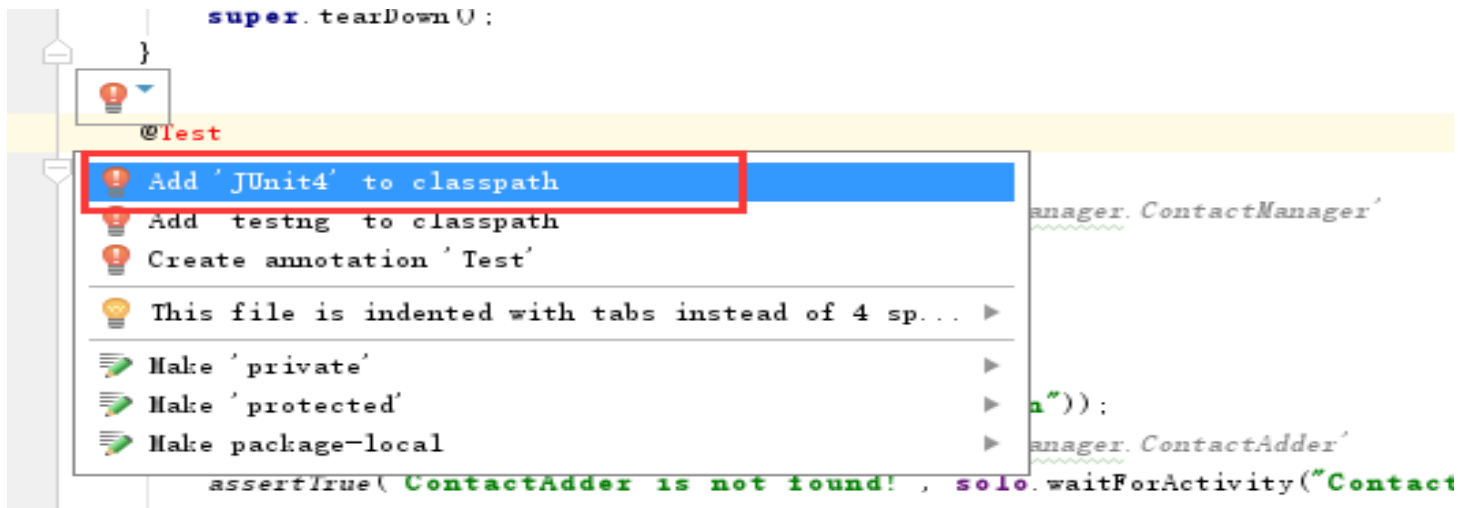 super.tearDown();
}
@Test
Add 'JUnit4' to classpath
Add 'testng' to classpath
anager.ContactManager'
Create annotation 'Test'
This file is indented with tabs instead of 4 sp...
Make 'private'
Make 'protected'
n"));
Make package-local
anager.ContactAdder'
assertTrue("ContactAdder is not found!", solo.waitForActivity("Contact